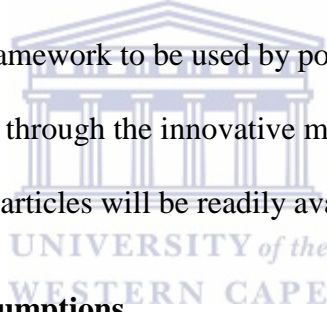 ramework to be used by po
through the innovative m
articles will be readily ava
UNIVERSITY of the
WESTERN CAPE
umptions